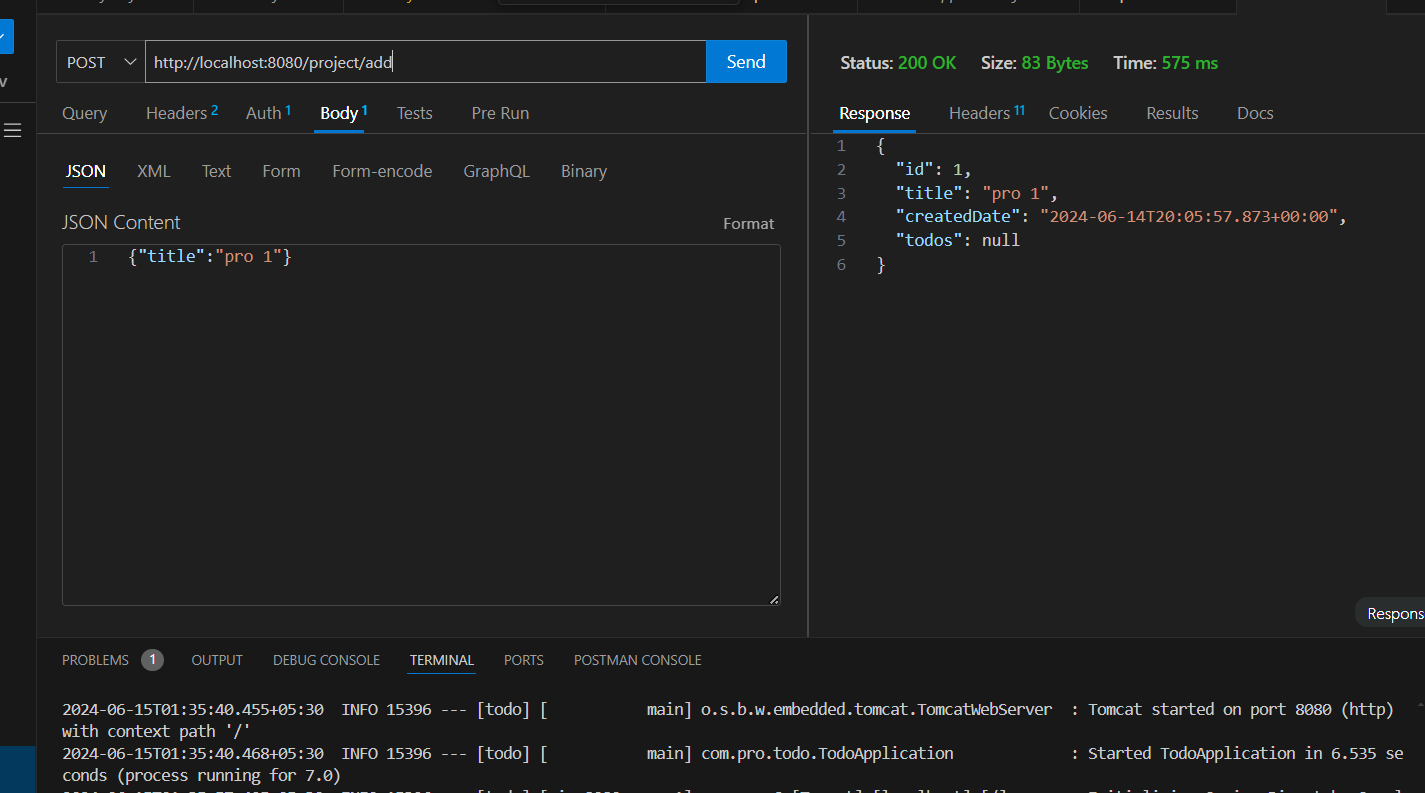 POST http://localhost:8080/project/add Send
Status: 200 OK Size: 83 Bytes Time: 575 ms
Query Headers 2 Auth 1 Body 1 Tests Pre Run
Response Headers 11 Cookies Results Docs
JSON XML Text Form Form-encode GraphQL Binary
JSON Content Format
1 {"title":"pro 1"}
1 {
2 "id": 1,
3 "title": "pro 1",
4 "createdDate": "2024-06-14T20:05:57.873+00:00",
5 "todos": null
6 }
Respons
PROBLEMS 1 OUTPUT DEBUG CONSOLE TERMINAL PORTS POSTMAN CONSOLE
2024-06-15T01:35:40.455+05:30  INFO 15396 --- [todo] [           main] o.s.b.w.embedded.tomcat.TomcatWebServer  : Tomcat started on port 8080 (http)
with context path '/'
2024-06-15T01:35:40.468+05:30  INFO 15396 --- [todo] [           main] com.pro.todo.TodoApplication             : Started TodoApplication in 6.535 se
conds (process running for 7.0)